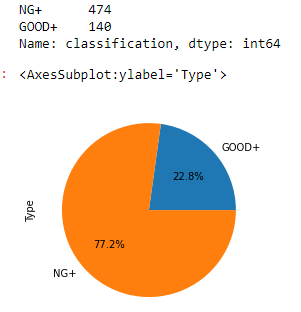 NG+ 474
GOOD+ 140
Name: classification, dtype: int64
: <AxesSubplot:ylabel='Type'>
GOOD+
22.8%
Type
77.2%
NG+